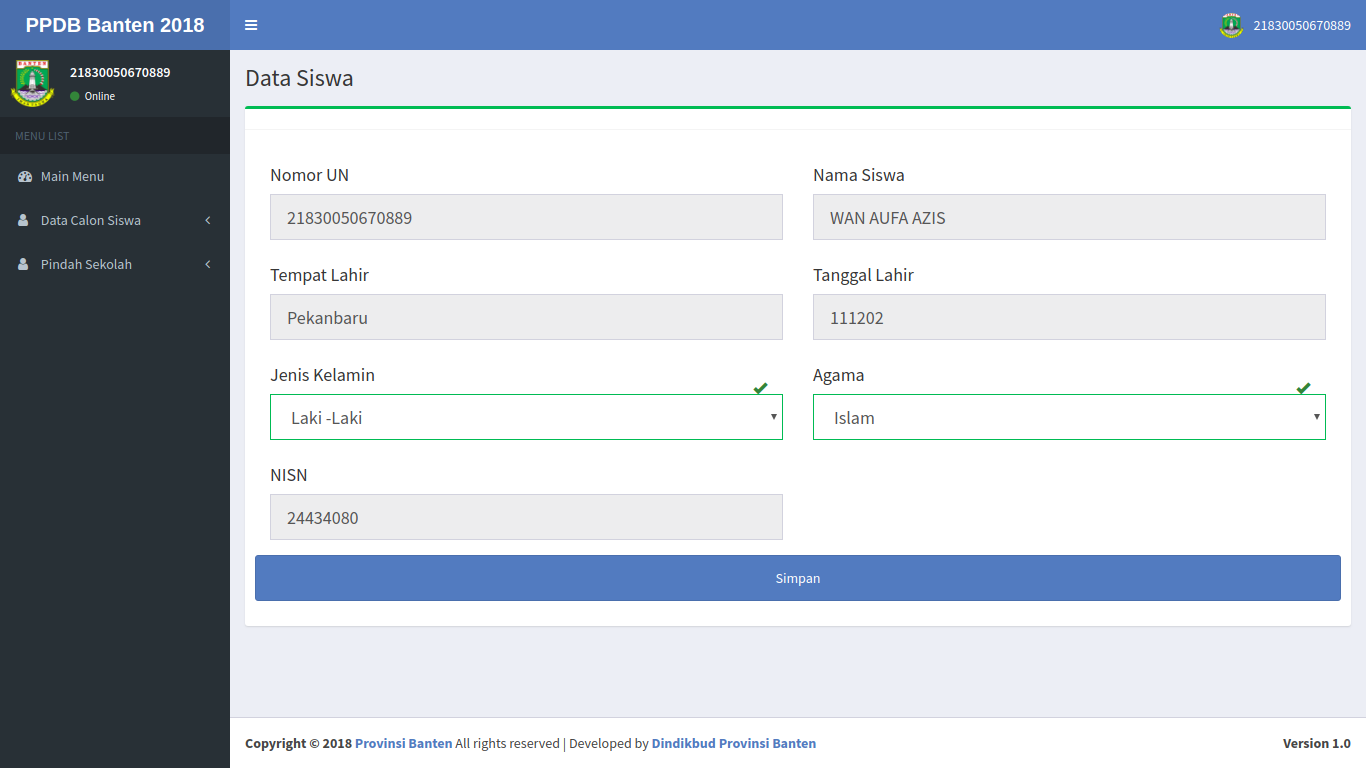 PPDB Banten 2018
21830050670889
BANTEN
21830050670889
Online
MENU LIST
Main Menu
Data Calon Siswa
Pindah Sekolah
Data Siswa
Nomor UN
Nama Siswa
21830050670889
WAN AUFA AZIS
Tempat Lahir
Tanggal Lahir
Pekanbaru
111202
Jenis Kelamin
Agama
Laki -Laki
Islam
NISN
24434080
Simpan
Copyright © 2018 Provinsi Banten All rights reserved | Developed by Dindikbud Provinsi Banten
Version 1.0